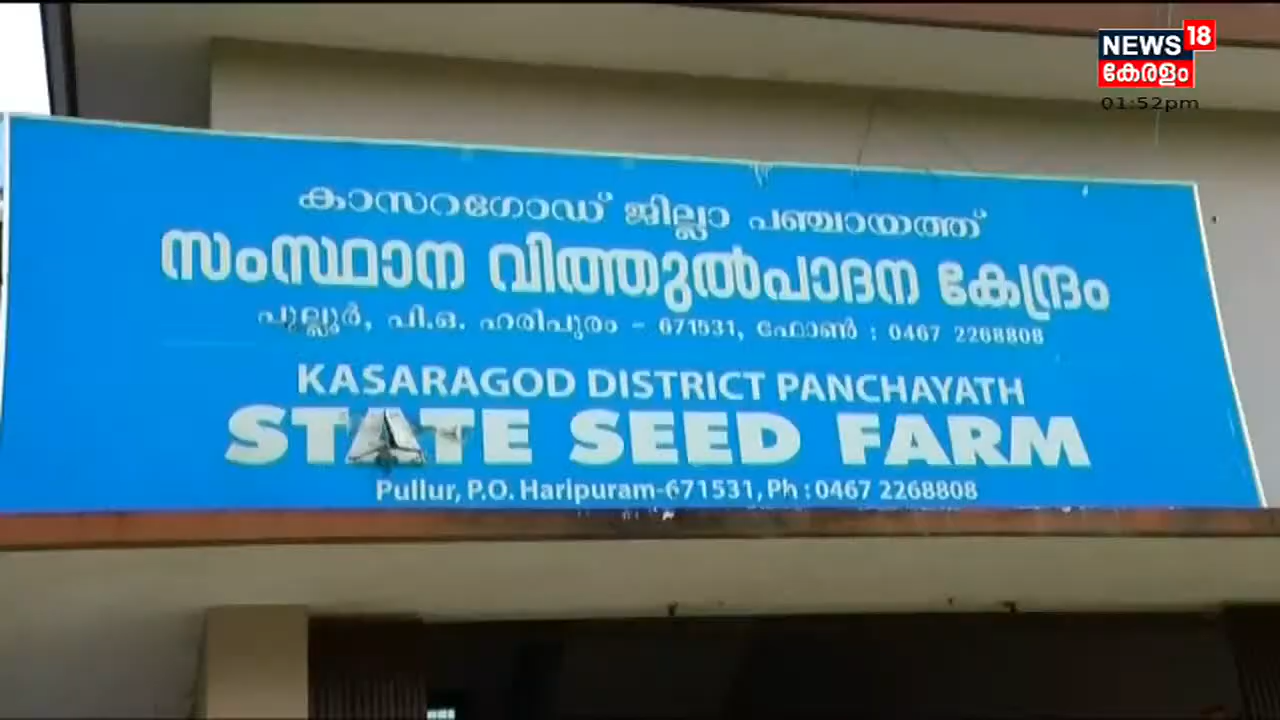 NEWS 18
കേരളം
01:52pm
കാസറഗോഡ് ജില്ലാ പഞ്ചായത്ത്
സംസ്ഥാന വിത്തുൽപാദന കേന്ദ്രം
പുല്ലൂർ, പി.ഒ. ഹരിപുരം - 671531, ഫോൺ : 0467 2268808
KASARAGOD DISTRICT PANCHAYATH
STATE SEED FARM
Pullur, P.O. Haripuram-671531, Ph : 0467 2268808